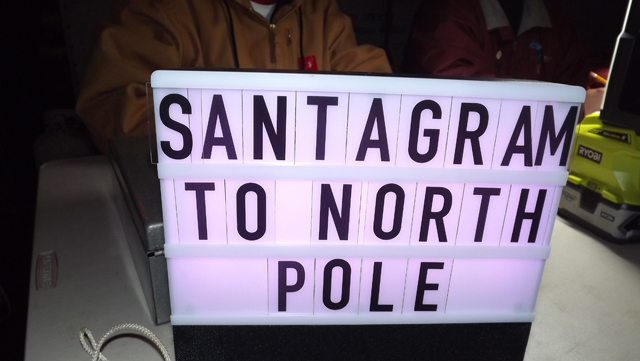 SANTAGRAM
TO NORTH
POLE
RYOBI